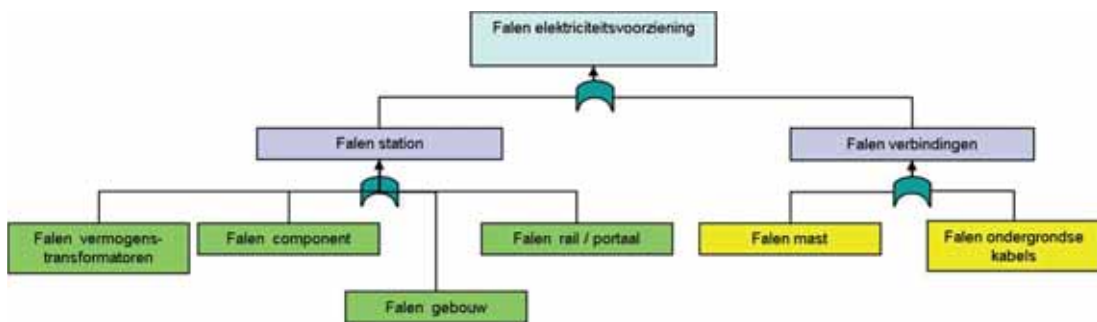 Falen elektriciteitsvoorziening
Falen station
Falen verbindingen
Falen vermogens-
transformatoren
Falen component
Falen rail / portaal
Falen mast
Falen ondergrondse
kabels
Falen gebouw